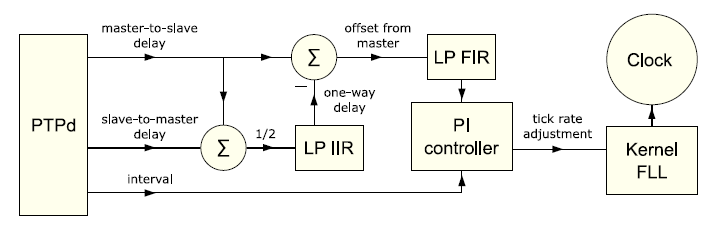 master-to-slave
delay
offset from
master
Σ
LP FIR
Clock
PTPd
slave-to-master
delay
Σ
1/2
LP IIR
one-way
delay
PI
controller
tick rate
adjustment
Kernel
FLL
interval
—